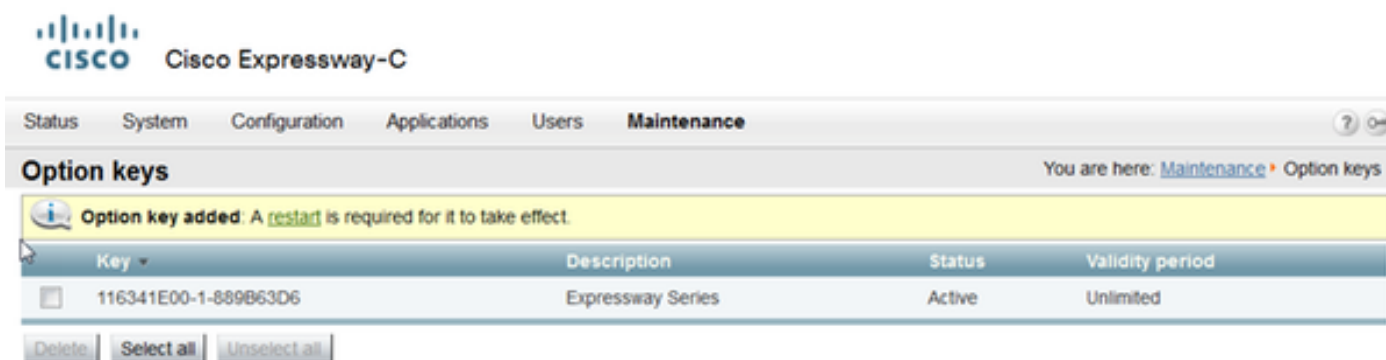 CISCO Cisco Expressway-C
Status System Configuration Applications Users Maintenance ?
Option keys You are here: Maintenance Option keys
i Option key added: A restart is required for it to take effect.
Key Description Status Validity period
116341E00-1-889B63D6 Expressway Series Active Unlimited
Delete Select all Unselect all